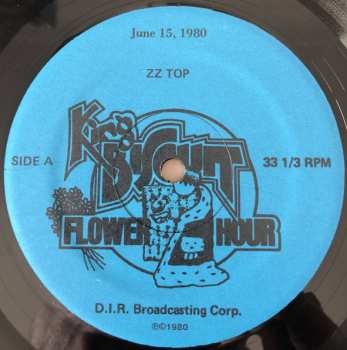 June 15, 1980
ZZ TOP
King
BISCUIT
SIDE A
33 1/3 RPM
FLOWER HOUR
D.I.R. Broadcasting Corp.
℗©1980